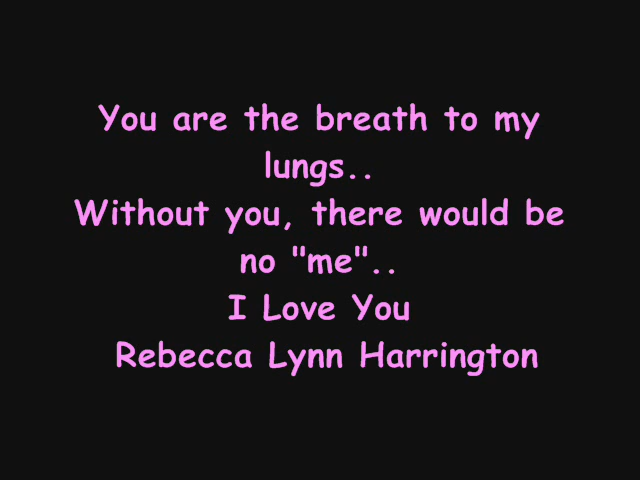 You are the breath to my
lungs..
Without you, there would be
no "me"..
I Love You
Rebecca Lynn Harrington